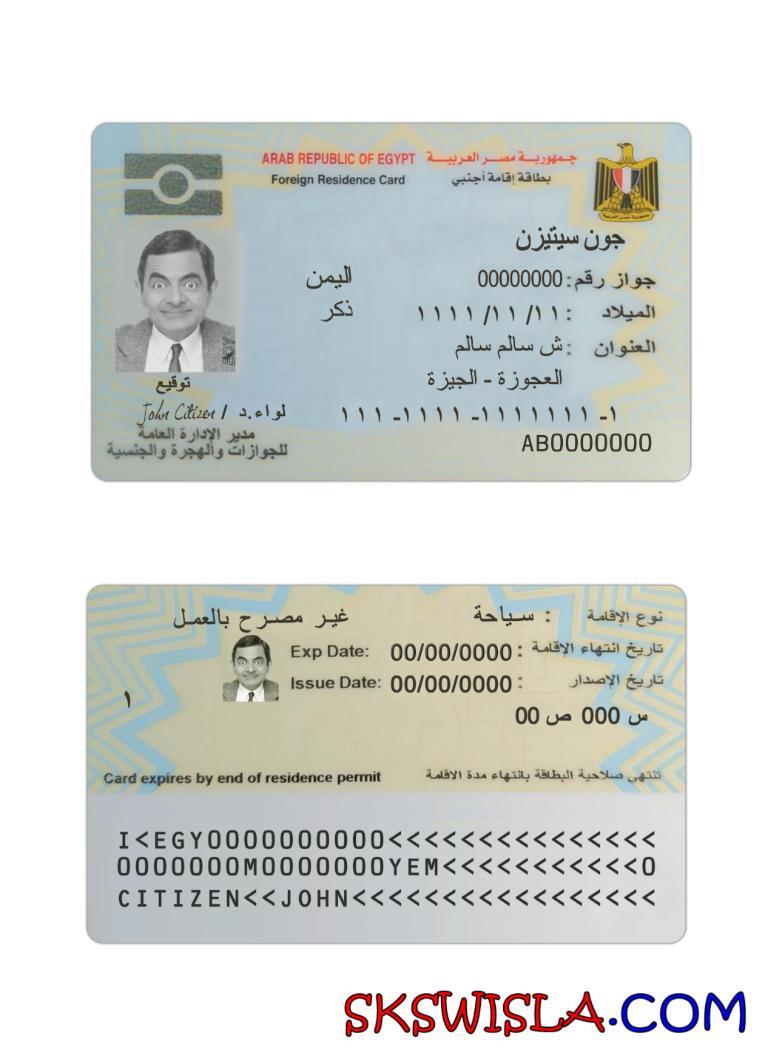 ARAB REPUBLIC OF EGYPT جمهورية مصر العربية
Foreign Residence Card بطاقة إقامة أجنبي
جون سيتيزن
جواز رقم: 00000000 اليمن
الميلاد : ١١/ ١١/ ١١١١ ذكر
العنوان : ش سالم سالم
العجوزة - الجيزة
١- ١١١١١١١- ١١١١- ١١١
AB0000000
EGY
توقيع
لواء.د / John Citizen
مدير الإدارة العامة
للجوازات والهجرة والجنسية
نوع الإقامة : سياحة غير مصرح بالعمل
Exp Date: 00/00/0000 : تاريخ انتهاء الإقامة
Issue Date: 00/00/0000 : تاريخ الإصدار
س 000 ص 00
١
Card expires by end of residence permit تنتهي صلاحية البطاقة بانتهاء مدة الاقامة
I<EGY0000000000<<<<<<<<<<<<<<<
0000000M0000000YEM<<<<<<<<<<<0
CITIZEN<<JOHN<<<<<<<<<<<<<<<<<
SKSWISLA.COM